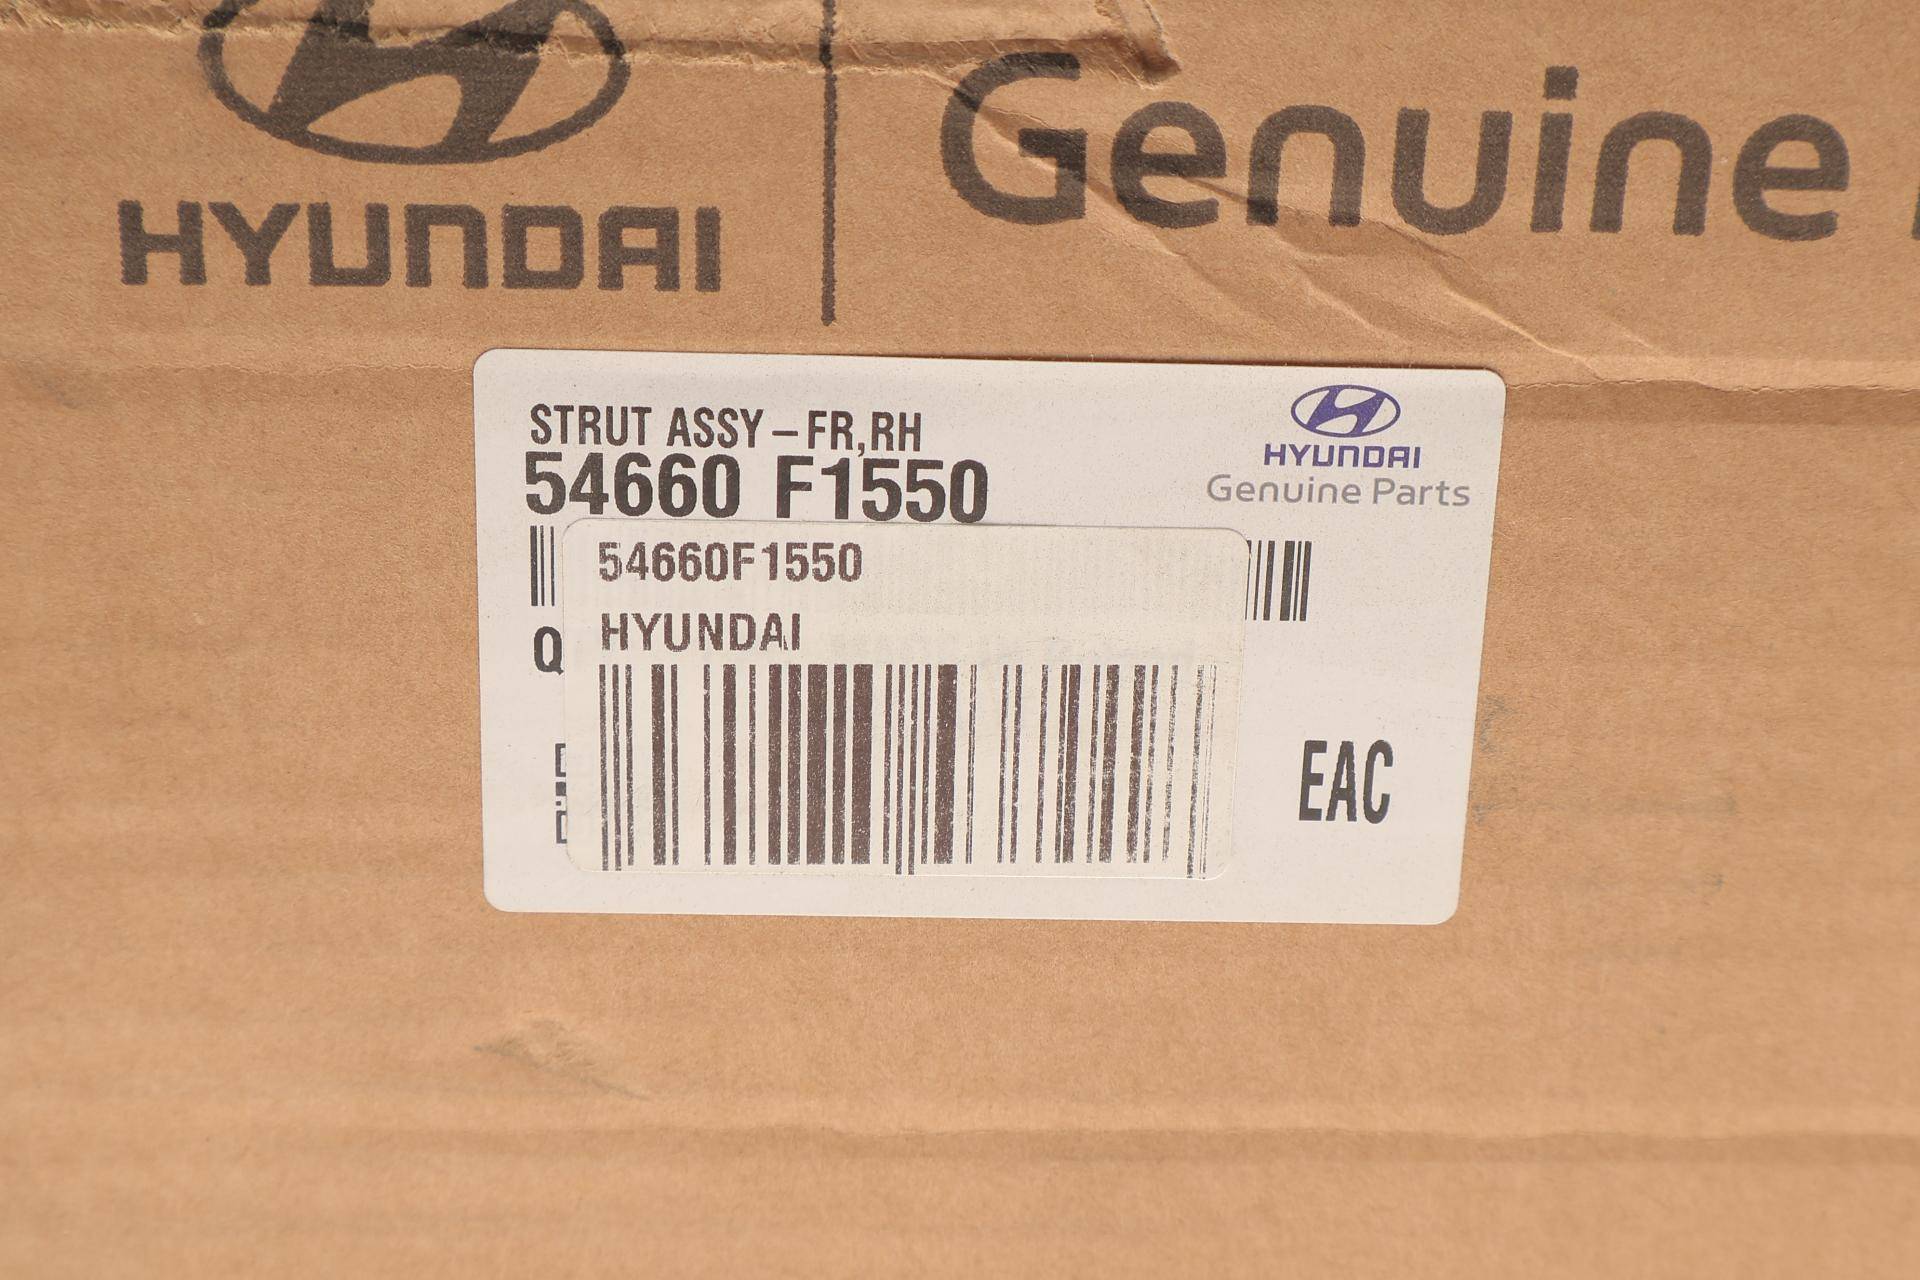 HYUNDAI
Genuine
STRUT ASSY-FR,RH
54660 F1550
HYUNDAI
Genuine Parts
54660F1550
HYUNDAI
Q
EAC